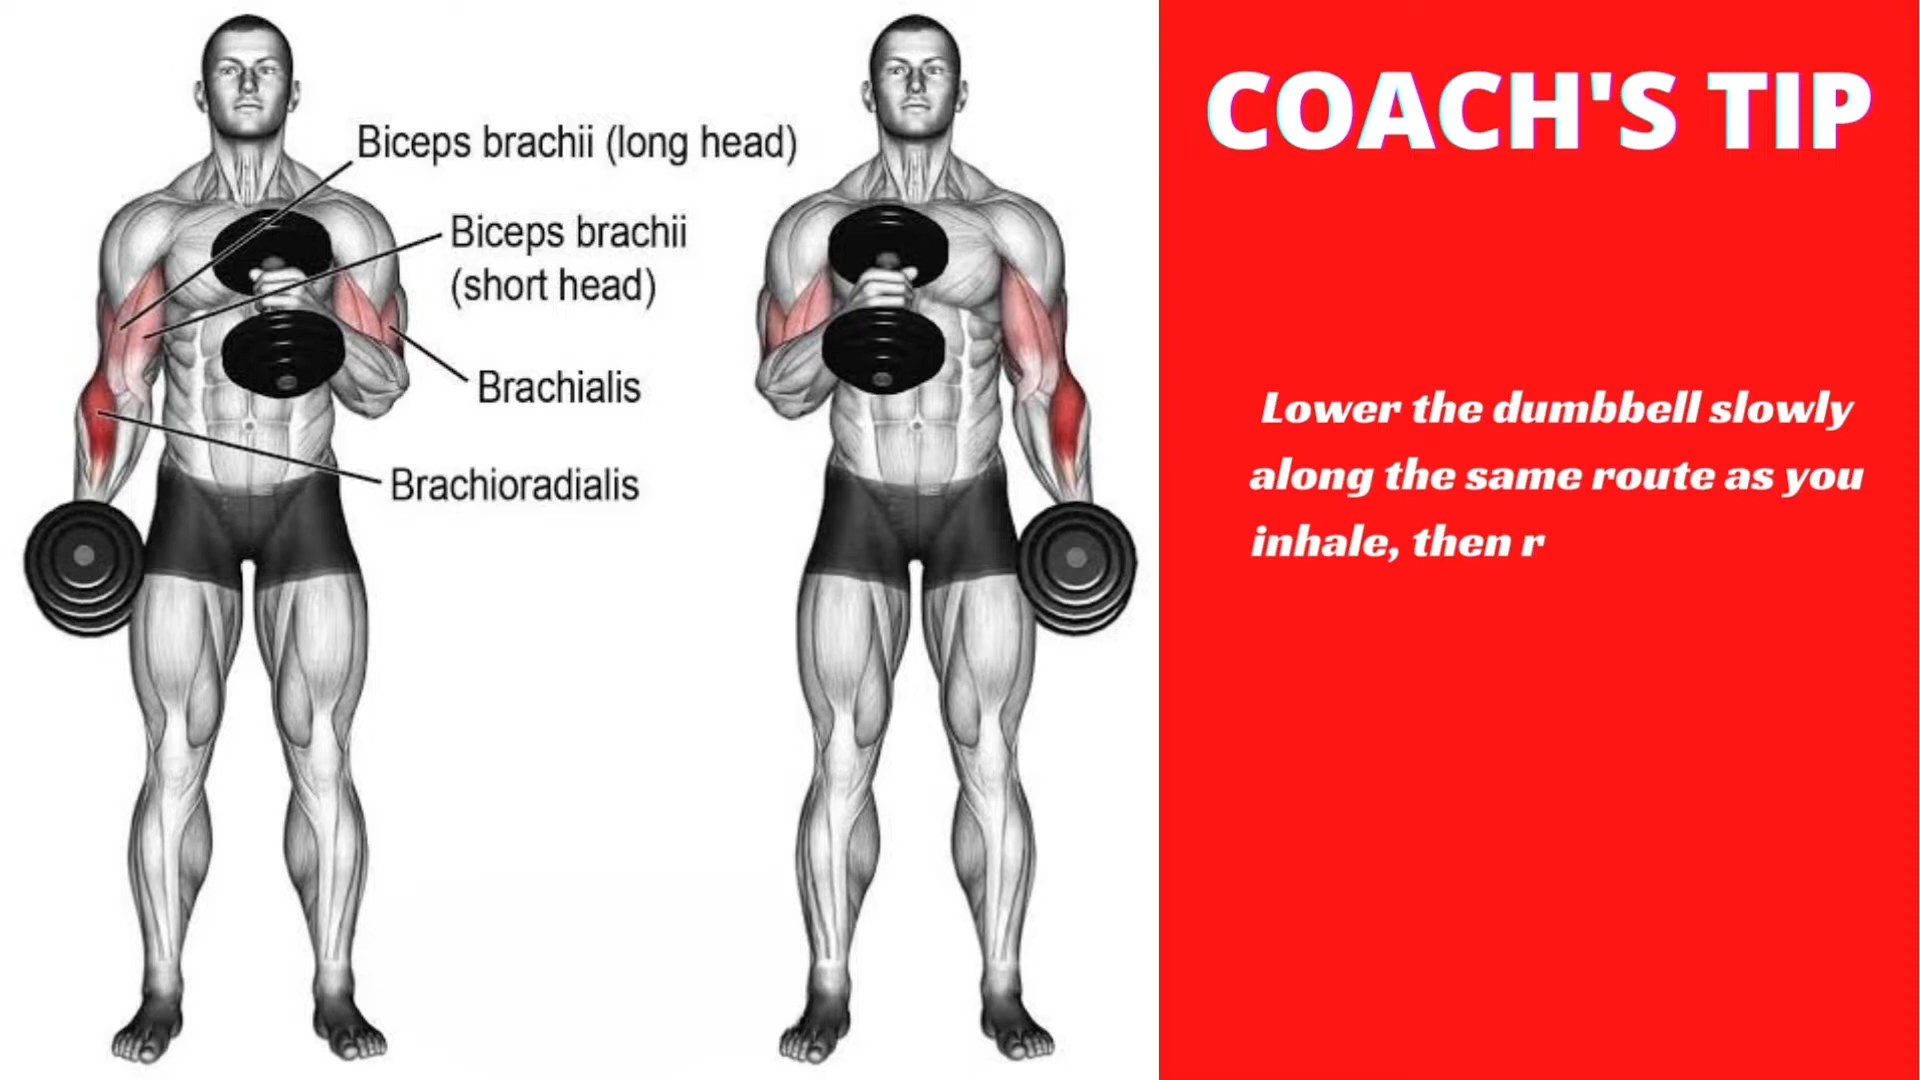 Biceps brachii (long head)
Biceps brachii
(short head)
Brachialis
Brachioradialis
COACH'S TIP
Lower the dumbbell slowly
along the same route as you
inhale, then r